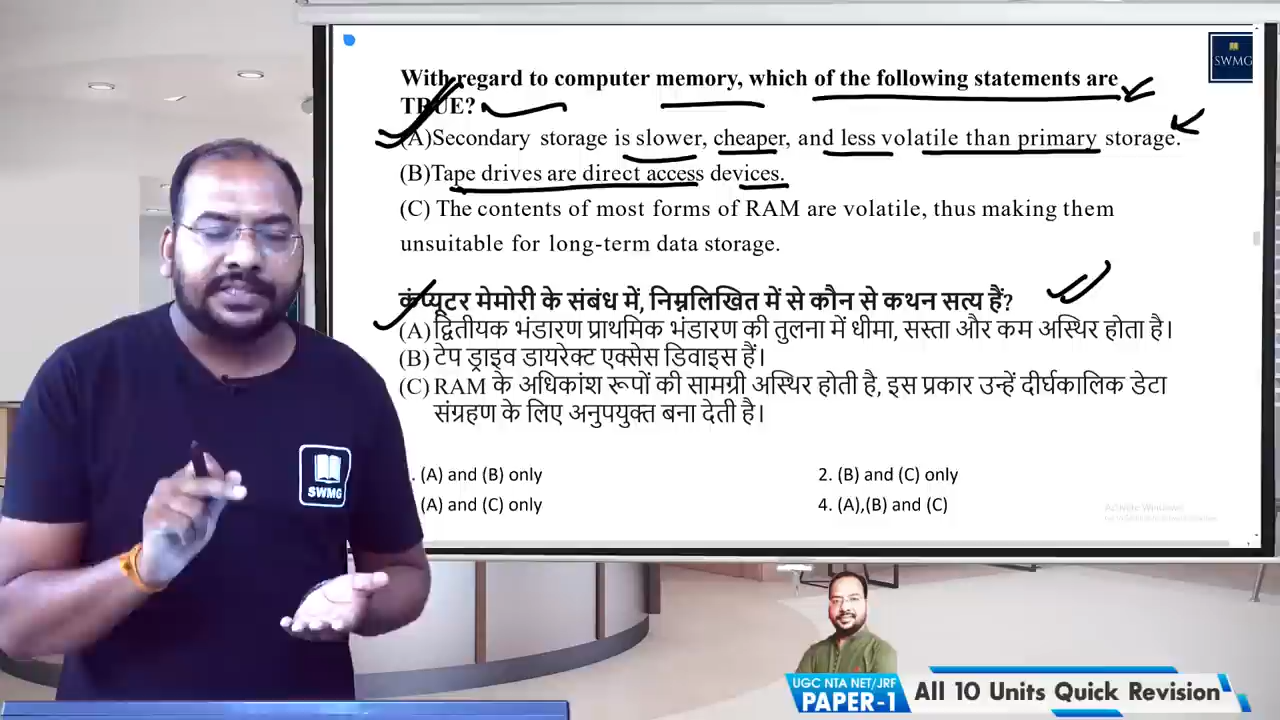 SWMG
With regard to computer memory, which of the following statements are
TRUE?
(A)Secondary storage is slower, cheaper, and less volatile than primary storage.
(B)Tape drives are direct access devices.
(C) The contents of most forms of RAM are volatile, thus making them
unsuitable for long-term data storage.
कंप्यूटर मेमोरी के संबंध में, निम्नलिखित में से कौन से कथन सत्य हैं?
(A) द्वितीयक भंडारण प्राथमिक भंडारण की तुलना में धीमा, सस्ता और कम अस्थिर होता है।
(B) टेप ड्राइव डायरेक्ट एक्सेस डिवाइस हैं।
(C) RAM के अधिकांश रूपों की सामग्री अस्थिर होती है, इस प्रकार उन्हें दीर्घकालिक डेटा
संग्रहण के लिए अनुपयुक्त बना देती है।
. (A) and (B) only
2. (B) and (C) only
(A) and (C) only
4. (A),(B) and (C)
Activate Windows
SWMG
UGC NTA NET/JRF
PAPER-1
All 10 Units Quick Revision